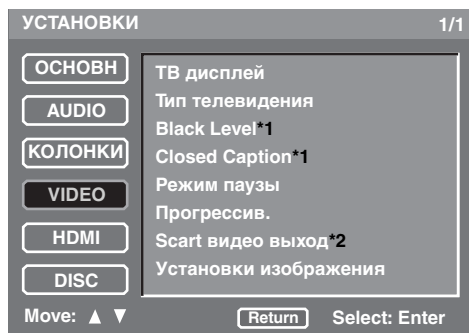 УСТАНОВКИ 1/1
ОСНОВН
AUDIO
КОЛОНКИ
VIDEO
HDMI
DISC
ТВ дисплей
Тип телевидения
Black Level*1
Closed Caption*1
Режим паузы
Прогрессив.
Scart видео выход*2
Установки изображения
Move: ▲ ▼ Return Select: Enter